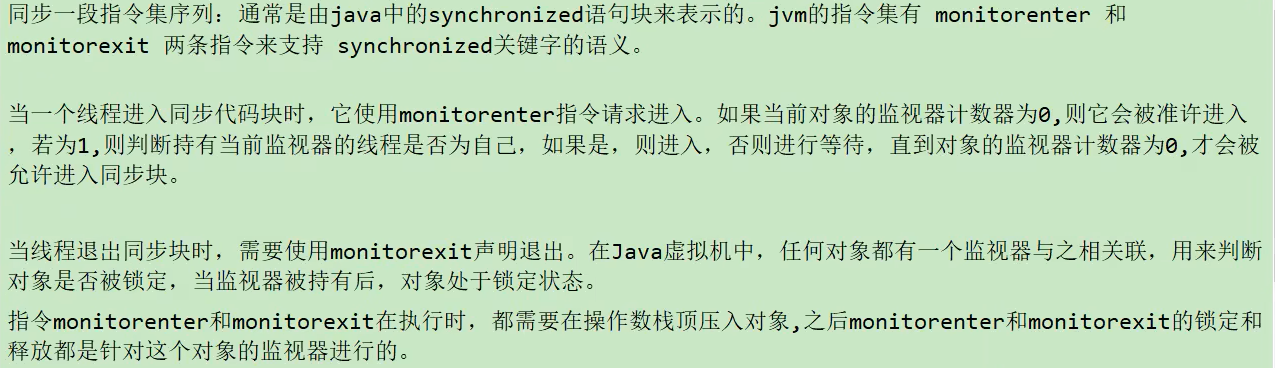 同步一段指令集序列：通常是由java中的synchronized语句块来表示的。jvm的指令集有 monitorenter 和
monitorexit 两条指令来支持 synchronized关键字的语义。
当一个线程进入同步代码块时，它使用monitorenter指令请求进入。如果当前对象的监视器计数器为0,则它会被准许进入
，若为1,则判断持有当前监视器的线程是否为自己，如果是，则进入，否则进行等待，直到对象的监视器计数器为0,才会被
允许进入同步块。
当线程退出同步块时，需要使用monitorexit声明退出。在Java虚拟机中，任何对象都有一个监视器与之相关联，用来判断
对象是否被锁定，当监视器被持有后，对象处于锁定状态。
指令monitorenter和monitorexit在执行时，都需要在操作数栈顶压入对象,之后monitorenter和monitorexit的锁定和
释放都是针对这个对象的监视器进行的。